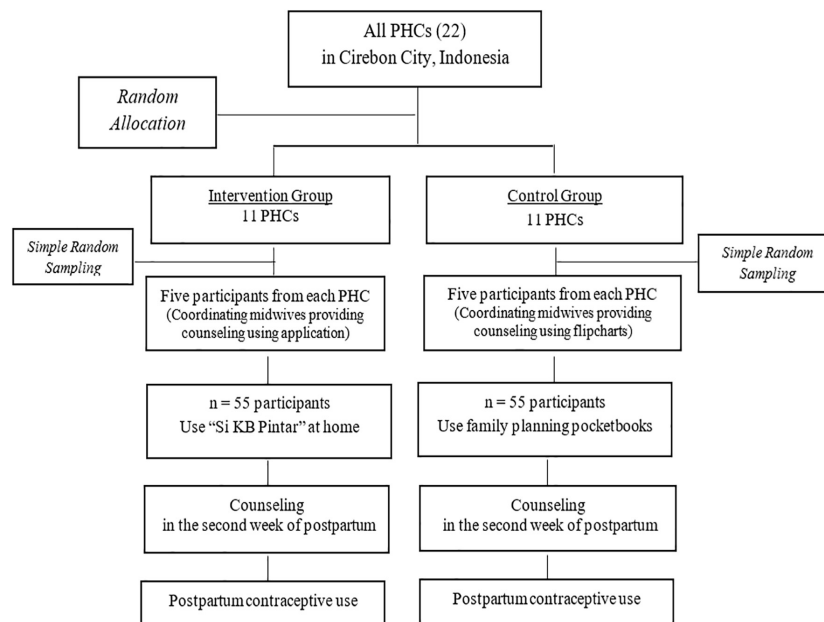 All PHCs (22)
in Cirebon City, Indonesia
Random
Allocation
Intervention Group
11 PHCs
Control Group
11 PHCs
Simple Random
Sampling
Simple Random
Sampling
Five participants from each PHC
(Coordinating midwives providing
counseling using application)
Five participants from each PHC
(Coordinating midwives providing
counseling using flipcharts)
n = 55 participants
Use “Si KB Pintar” at home
n = 55 participants
Use family planning pocketbooks
Counseling
in the second week of postpartum
Counseling
in the second week of postpartum
Postpartum contraceptive use
Postpartum contraceptive use